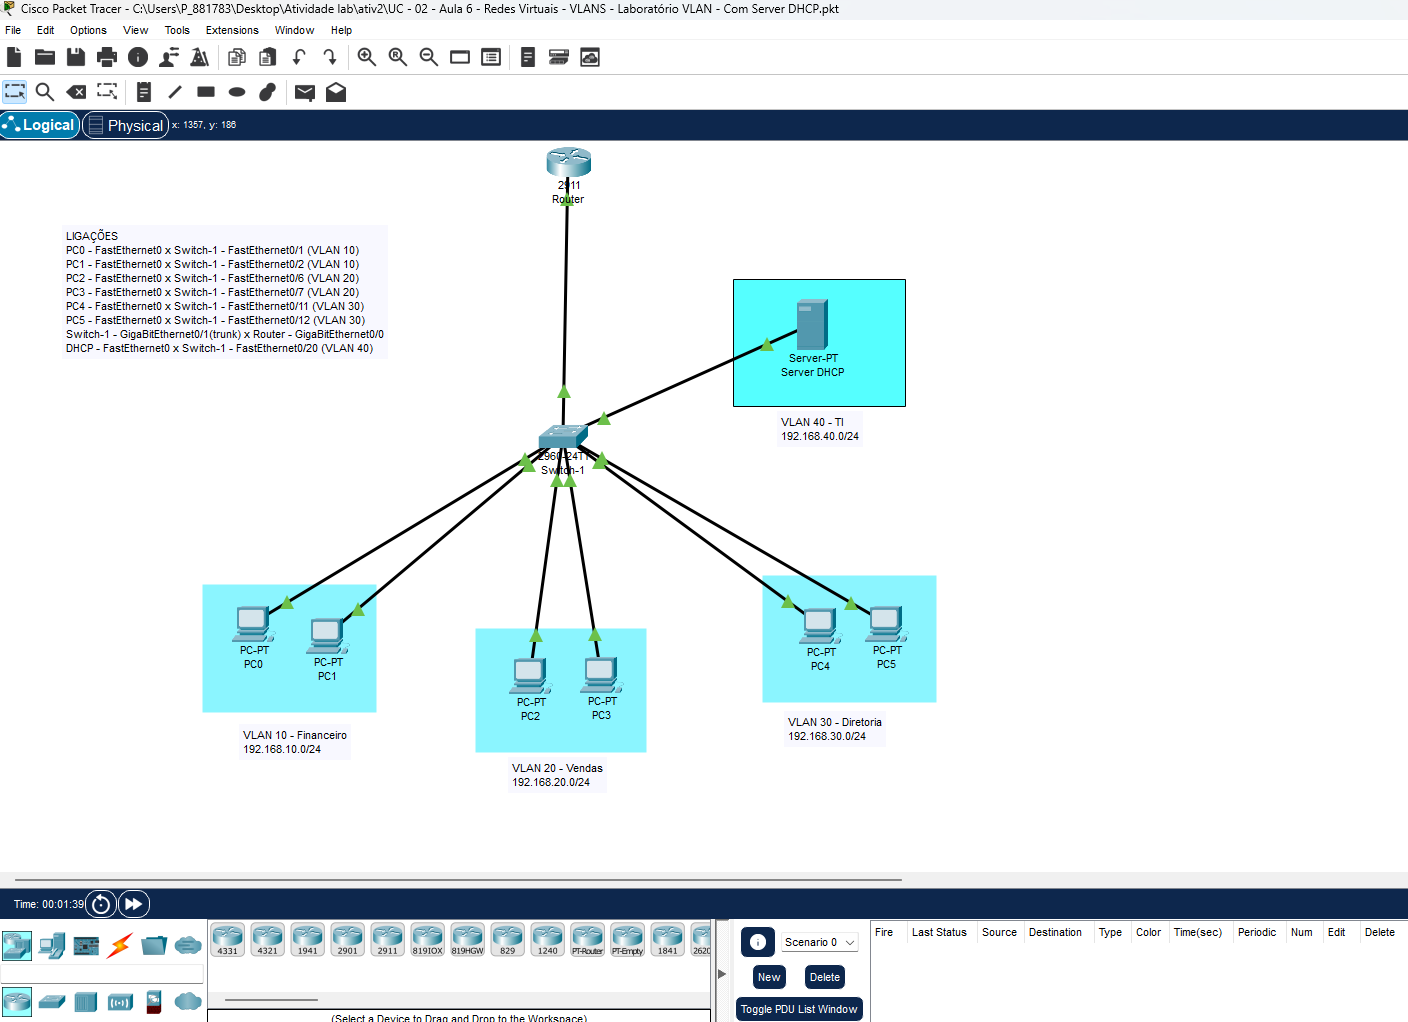 Cisco Packet Tracer - C:\Users\P_881783\Desktop\Atividade lab\ativ2\UC - 02 - Aula 6 - Redes Virtuais - VLANS - Laboratório VLAN - Com Server DHCP.pkt
File Edit Options View Tools Extensions Window Help
Logical Physical x: 1357, y: 186
2911
Router
LIGAÇÕES
PC0 - FastEthernet0 x Switch-1 - FastEthernet0/1 (VLAN 10)
PC1 - FastEthernet0 x Switch-1 - FastEthernet0/2 (VLAN 10)
PC2 - FastEthernet0 x Switch-1 - FastEthernet0/6 (VLAN 20)
PC3 - FastEthernet0 x Switch-1 - FastEthernet0/7 (VLAN 20)
PC4 - FastEthernet0 x Switch-1 - FastEthernet0/11 (VLAN 30)
PC5 - FastEthernet0 x Switch-1 - FastEthernet0/12 (VLAN 30)
Switch-1 - GigaBitEthernet0/1(trunk) x Router - GigaBitEthernet0/0
DHCP - FastEthernet0 x Switch-1 - FastEthernet0/20 (VLAN 40)
Server-PT
Server DHCP
VLAN 40 - TI
192.168.40.0/24
2960-24TT
Switch-1
PC-PT
PC0
PC-PT
PC1
VLAN 10 - Financeiro
192.168.10.0/24
PC-PT
PC2
PC-PT
PC3
VLAN 20 - Vendas
192.168.20.0/24
PC-PT
PC4
PC-PT
PC5
VLAN 30 - Diretoria
192.168.30.0/24
Time: 00:01:39
4331 4321 1941 2901 2911 819IOX 819HGW 829 1240 PT-Router PT-Empty 1841 2620
(Select a Device to Drag and Drop to the Workspace)
Scenario 0
New Delete
Toggle PDU List Window
Fire Last Status Source Destination Type Color Time(sec) Periodic Num Edit Delete